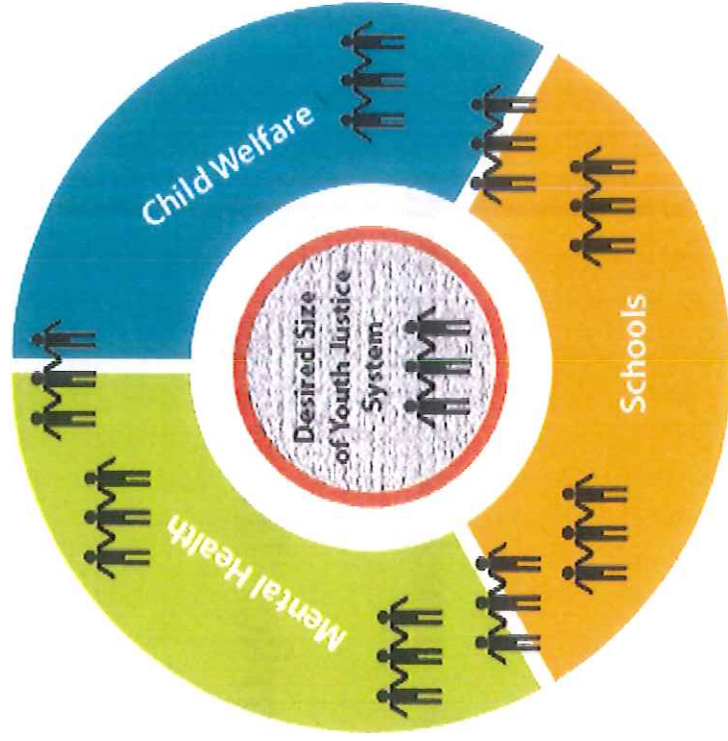 Child Welfare
Mental Health
Schools
Desired Size
of Youth Justice
System